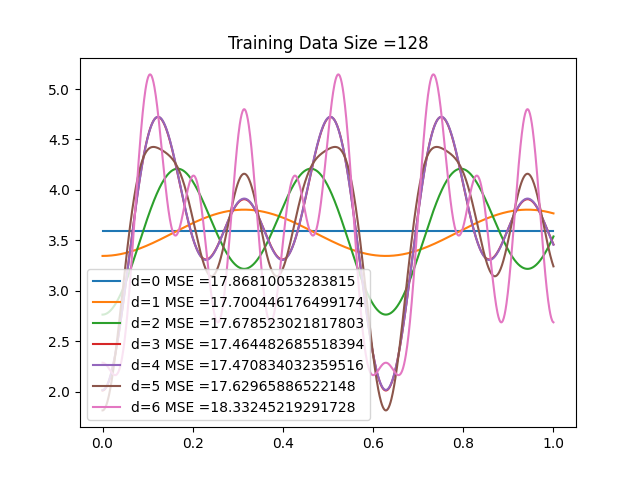 Training Data Size =128
5.0
4.5
4.0
3.5
3.0
2.5
2.0
d=0 MSE =17.86810053283815
d=1 MSE =17.700446176499174
d=2 MSE =17.678523021817803
d=3 MSE =17.464482685518394
d=4 MSE =17.470834032359516
d=5 MSE =17.62965886522148
d=6 MSE =18.33245219291728
0.0 0.2 0.4 0.6 0.8 1.0